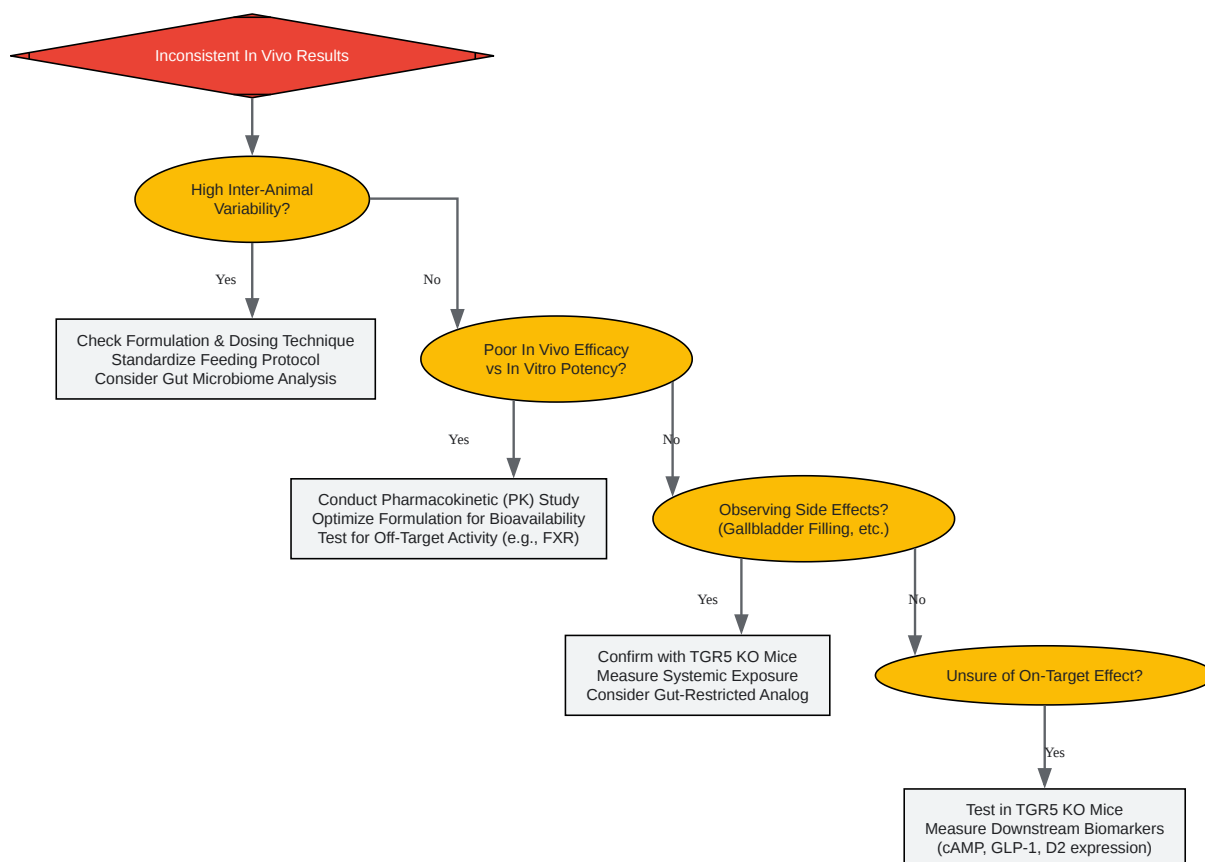 Inconsistent In Vivo Results
High Inter-Animal
Variability?
Yes
No
Check Formulation & Dosing Technique
Standardize Feeding Protocol
Consider Gut Microbiome Analysis
Poor In Vivo Efficacy
vs In Vitro Potency?
Yes
No
Conduct Pharmacokinetic (PK) Study
Optimize Formulation for Bioavailability
Test for Off-Target Activity (e.g., FXR)
Observing Side Effects?
(Gallbladder Filling, etc.)
Yes
No
Confirm with TGR5 KO Mice
Measure Systemic Exposure
Consider Gut-Restricted Analog
Unsure of On-Target Effect?
Yes
Test in TGR5 KO Mice
Measure Downstream Biomarkers
(cAMP, GLP-1, D2 expression)